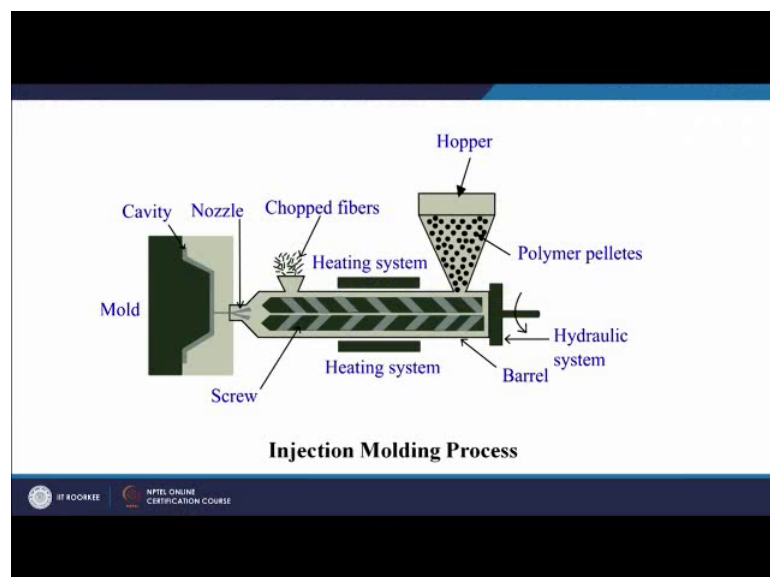 Hopper
Cavity
Nozzle
Chopped fibers
Heating system
Polymer pelletes
Mold
Hydraulic
system
Heating system
Barrel
Screw
Injection Molding Process
IIT ROORKEE
NPTEL ONLINE
CERTIFICATION COURSE